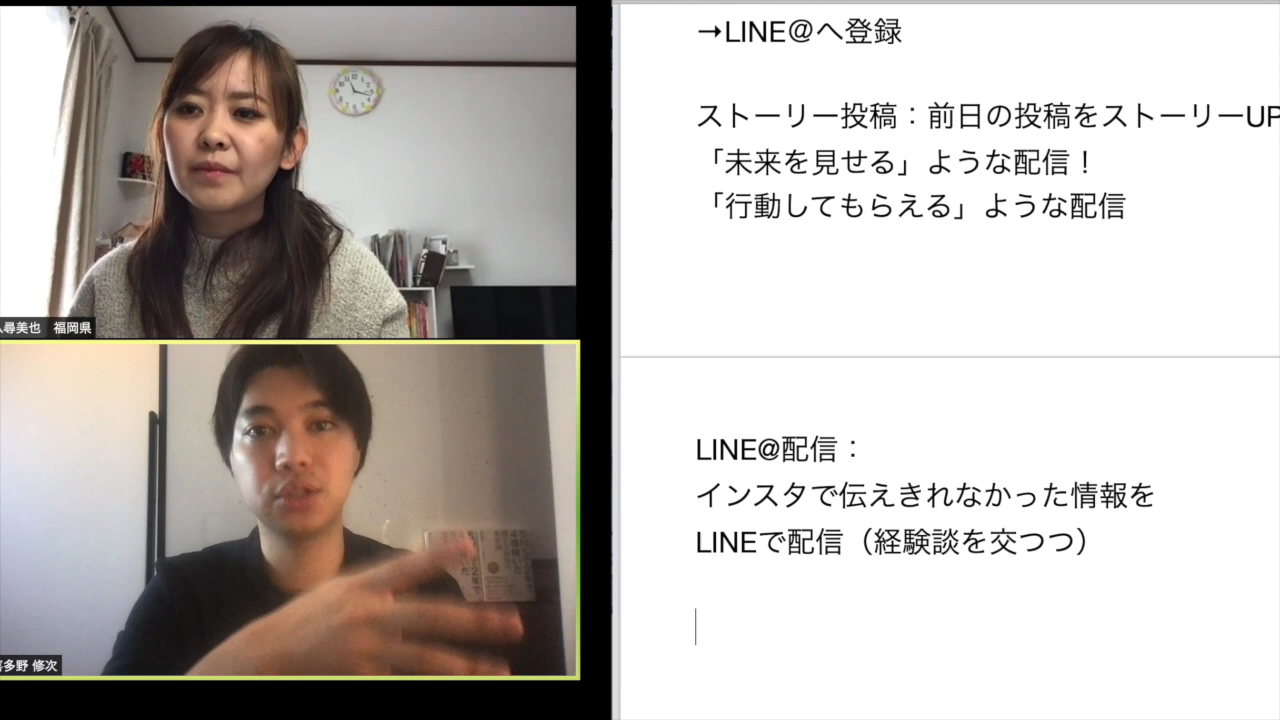 尋美也 福岡県
多野 修次
→LINE@へ登録
ストーリー投稿：前日の投稿をストーリーUP
「未来を見せる」ような配信！
「行動してもらえる」ような配信
LINE@配信：
インスタで伝えきれなかった情報を
LINEで配信（経験談を交つつ）